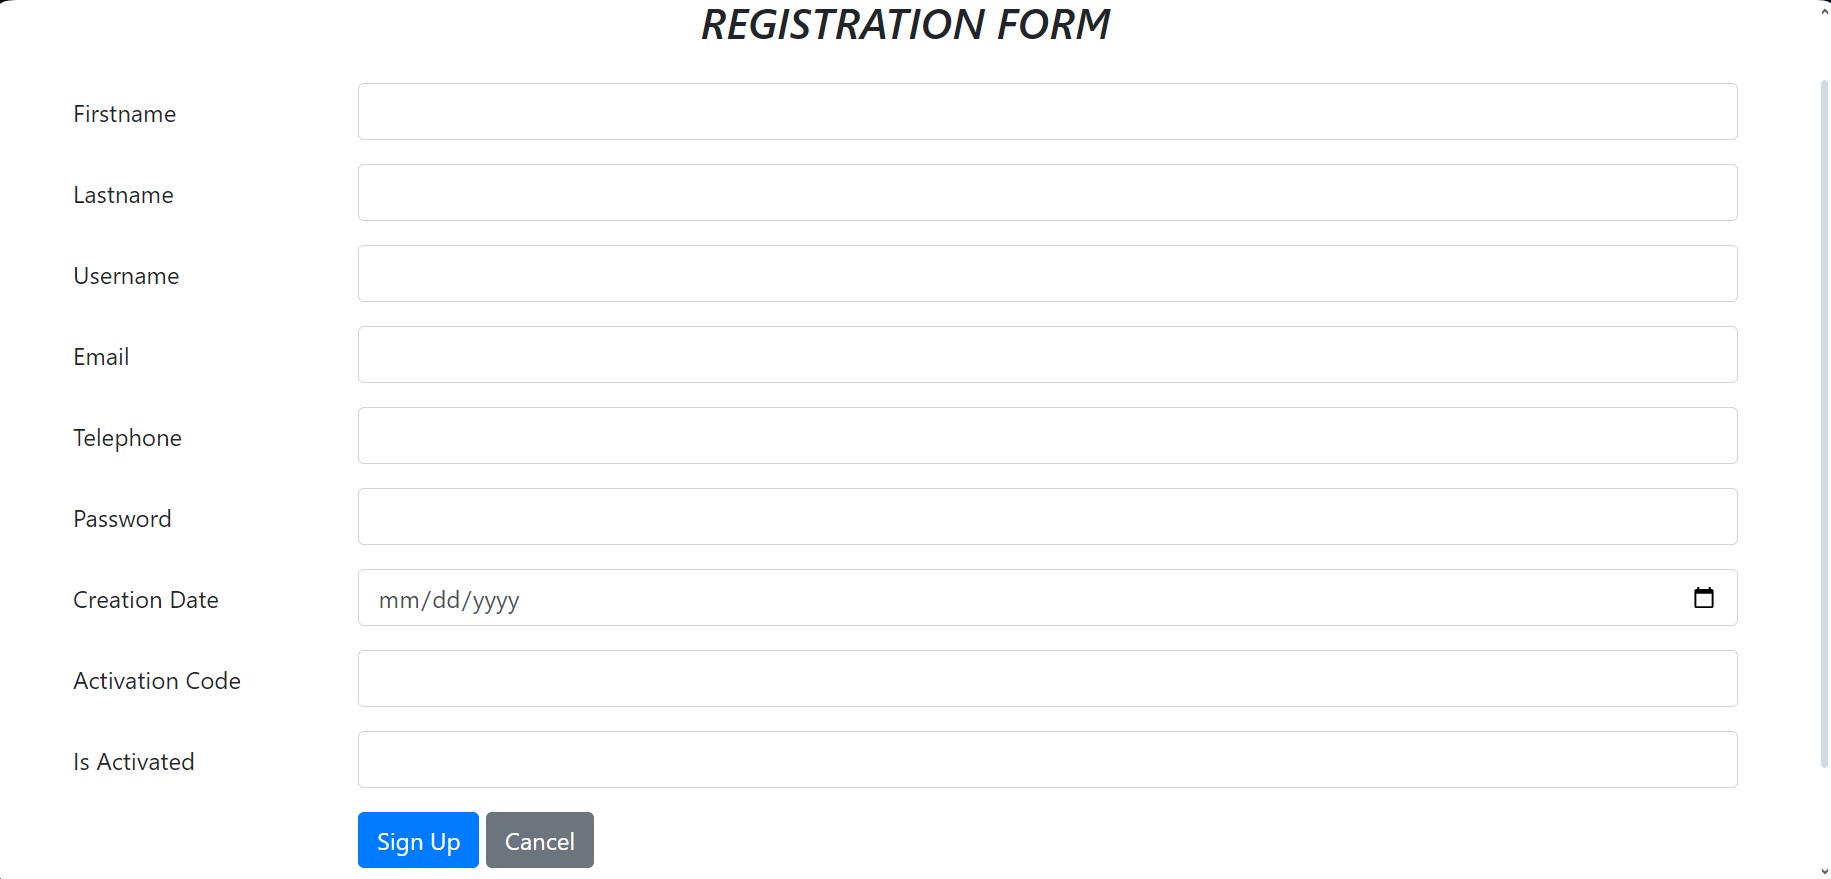 REGISTRATION FORM
Firstname
Lastname
Username
Email
Telephone
Password
Creation Date mm/dd/yyyy
Activation Code
Is Activated
Sign Up Cancel